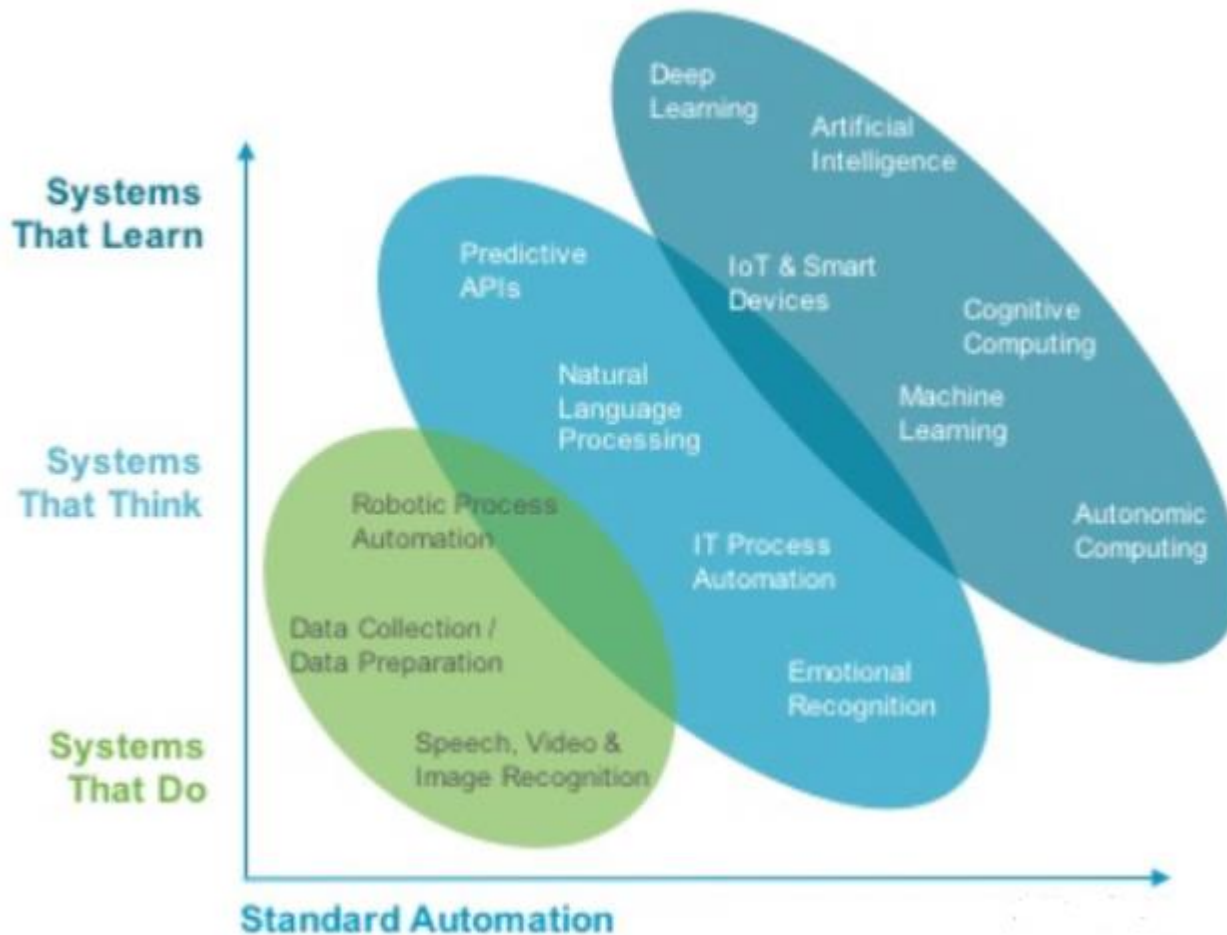 Deep
Learning
Artificial
Intelligence
Systems
That Learn
Predictive
APIs
IoT & Smart
Devices
Cognitive
Computing
Natural
Language
Processing
Machine
Learning
Systems
That Think
Robotic Process
Automation
IT Process
Automation
Autonomic
Computing
Data Collection /
Data Preparation
Emotional
Recognition
Systems
That Do
Speech, Video &
Image Recognition
Standard Automation